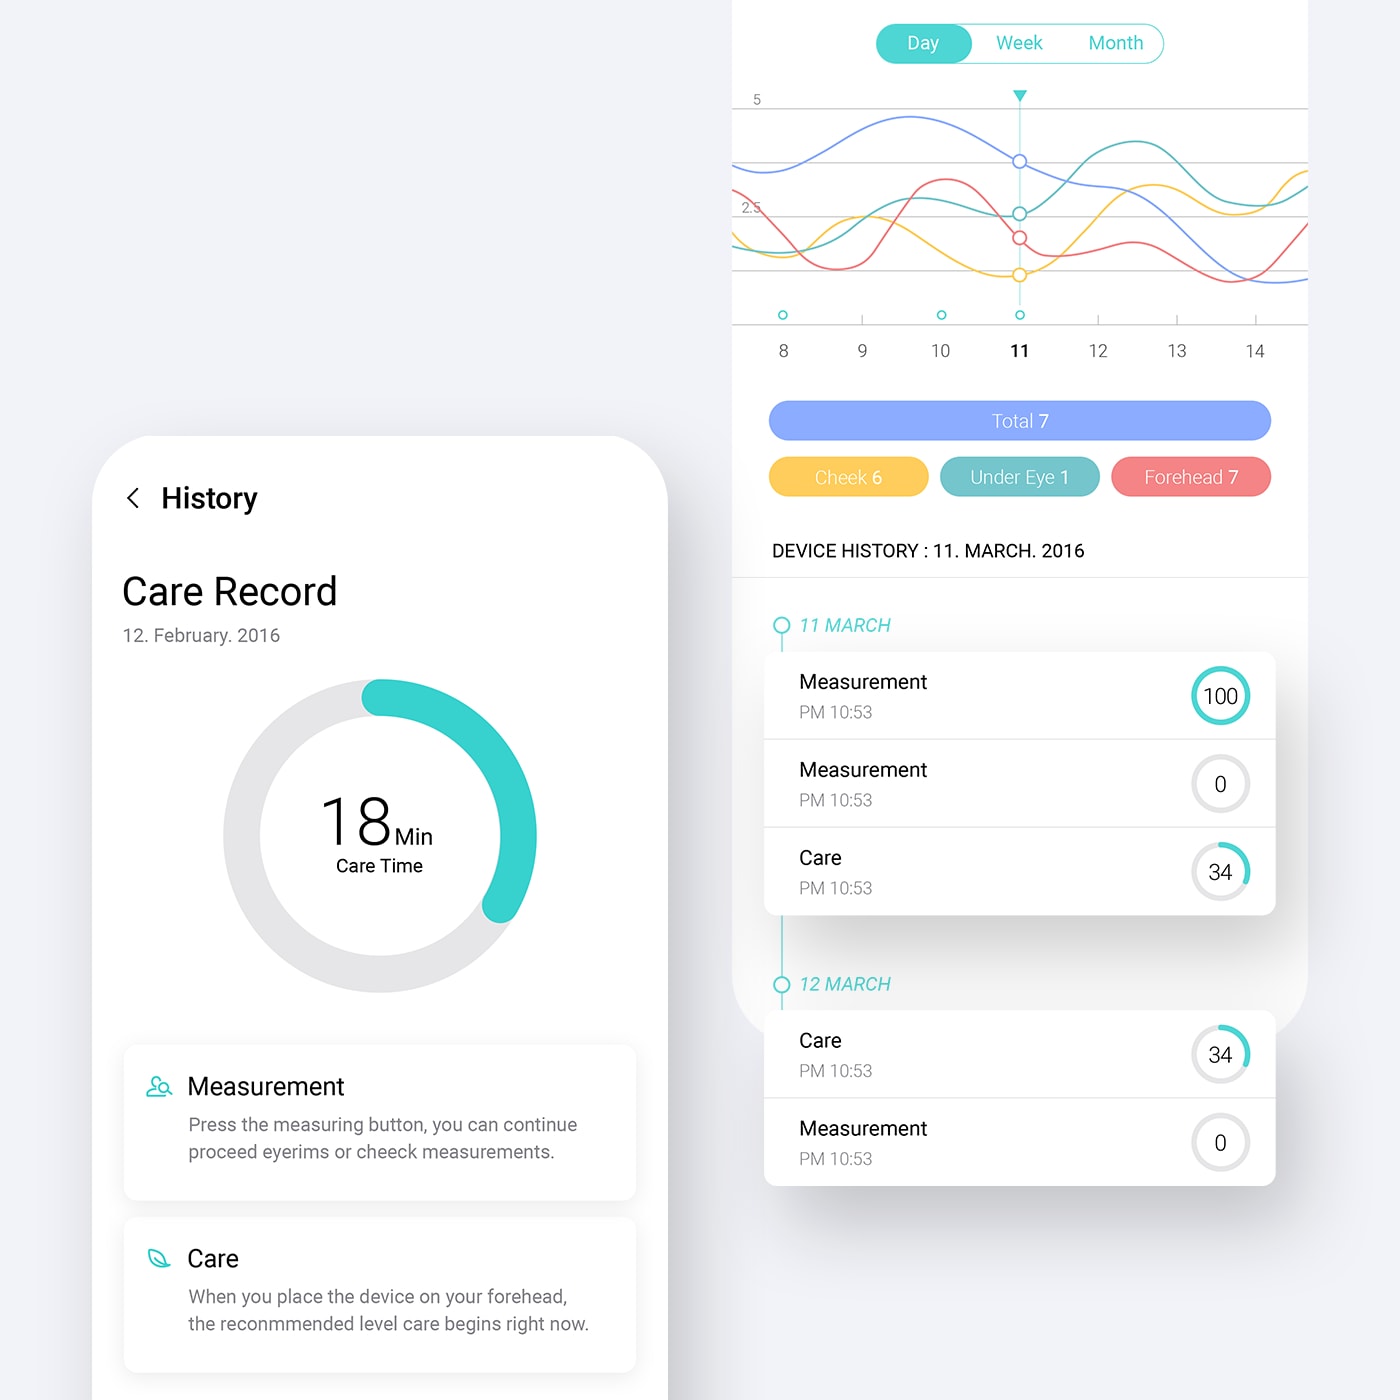 History
Care Record
12. February. 2016
18 Min
Care Time
Measurement
Press the measuring button, you can continue
proceed eyerims or cheeck measurements.
Care
When you place the device on your forehead,
the reconmmended level care begins right now.
Day Week Month
5
2.5
8 9 10 11 12 13 14
Total 7
Cheek 6 Under Eye 1 Forehead 7
DEVICE HISTORY : 11. MARCH. 2016
11 MARCH
Measurement
PM 10:53
100
Measurement
PM 10:53
0
Care
PM 10:53
34
12 MARCH
Care
PM 10:53
34
Measurement
PM 10:53
0